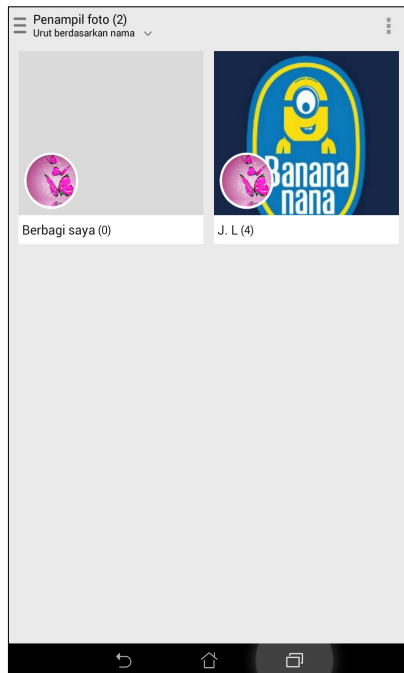 Penampil foto (2)
Urut berdasarkan nama
Banana
nana
Berbagi saya (0)
J. L (4)